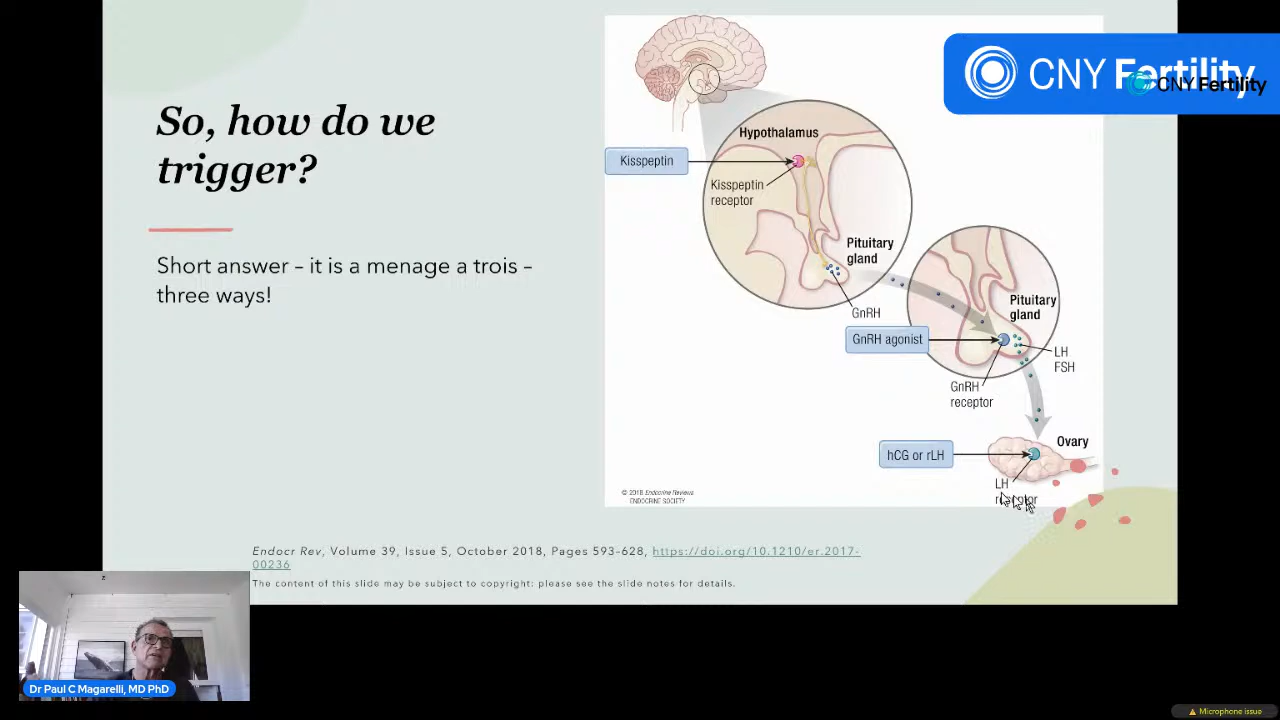 So, how do we
trigger?
Short answer – it is a menage a trois –
three ways!
CNY Fertility
CNY Fertility
Hypothalamus
Kisspeptin
Kisspeptin
receptor
Pituitary
gland
GnRH
Pituitary
gland
GnRH agonist
LH
FSH
GnRH
receptor
Ovary
hCG or rLH
LH
receptor
© 2018 Endocrine Reviews
ENDOCRINE SOCIETY
Endocr Rev, Volume 39, Issue 5, October 2018, Pages 593–628, https://doi.org/10.1210/er.2017-
00236
The content of this slide may be subject to copyright: please see the slide notes for details.
Dr Paul C Magarelli, MD PhD
Microphone issue